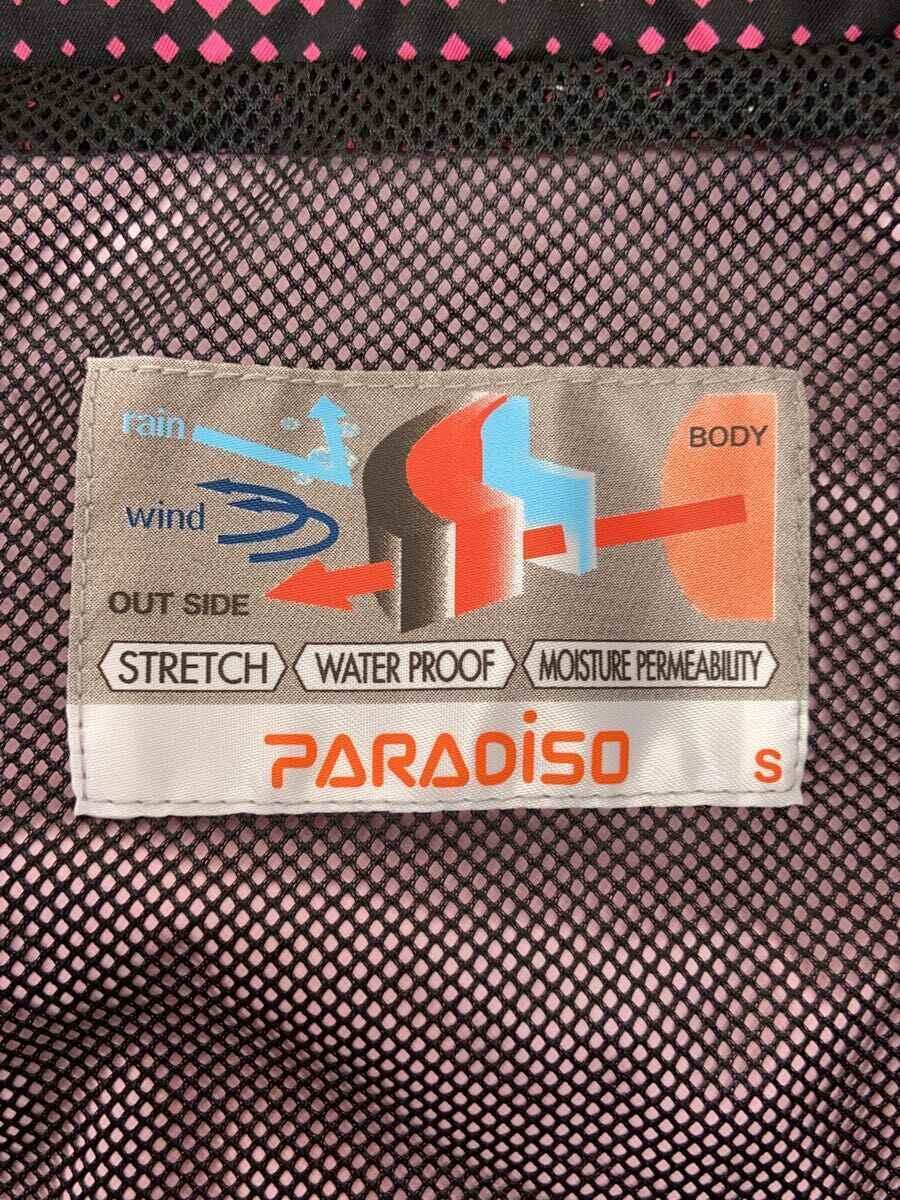 rain
BODY
wind
OUT SIDE
STRETCH WATER PROOF MOISTURE PERMEABILITY
PARADiSO S